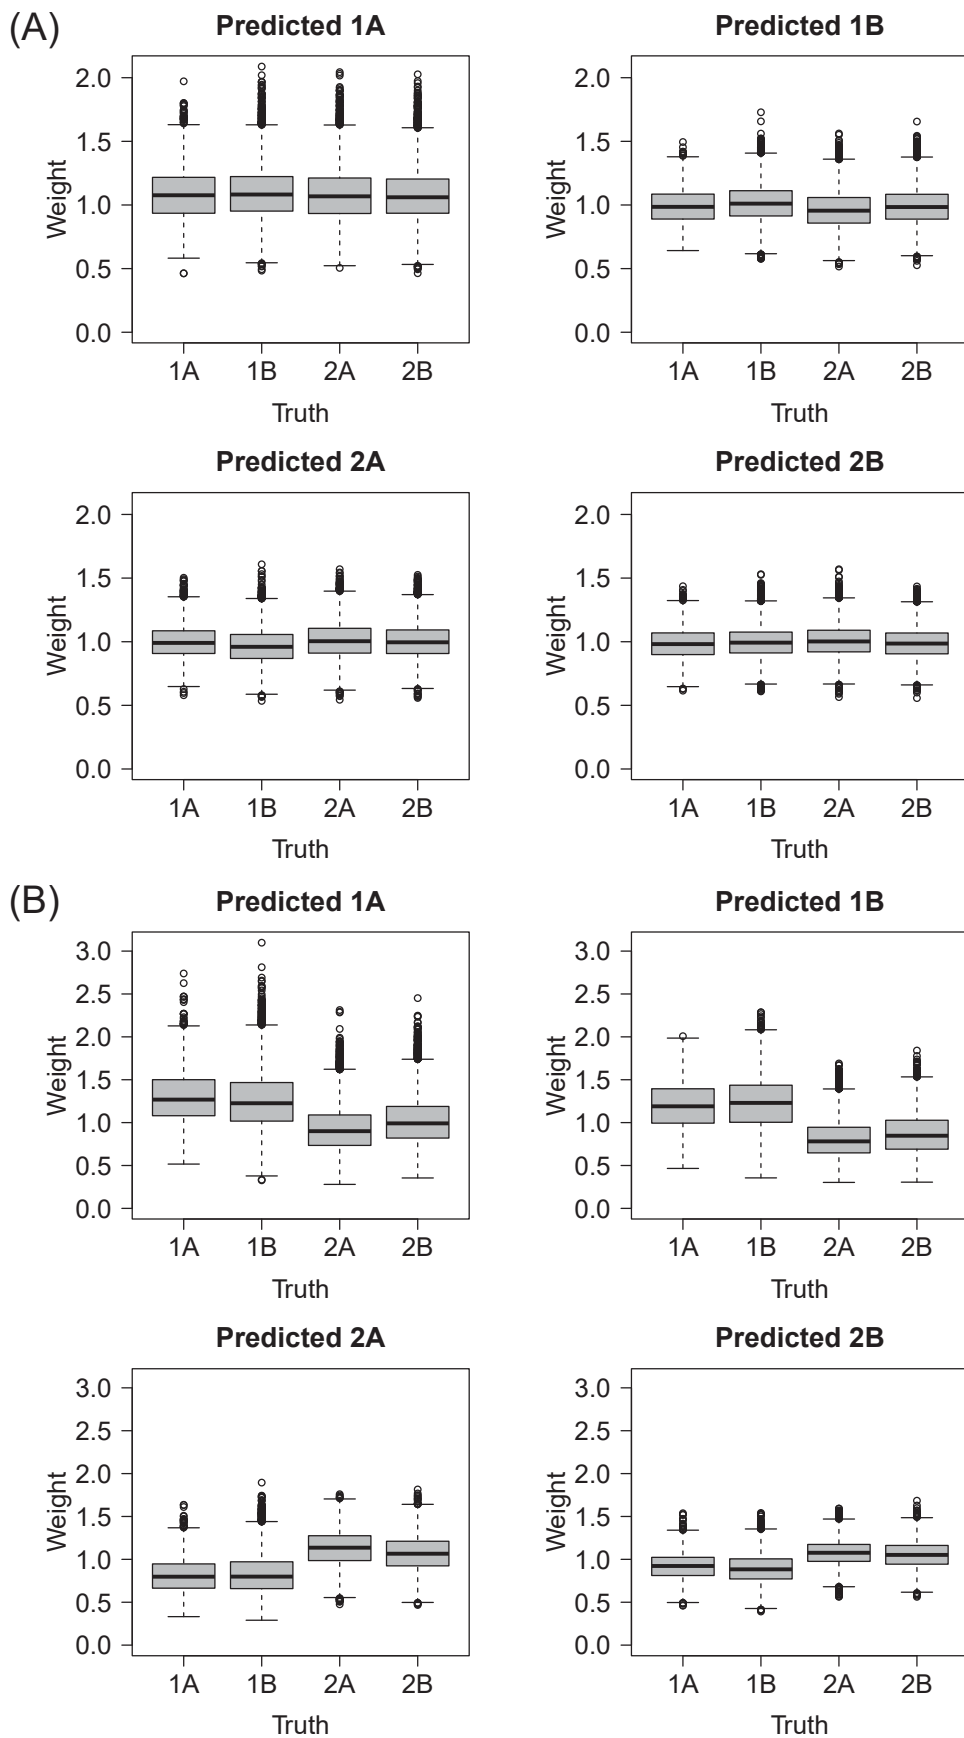 (A)
Predicted 1A
Weight
2.0
1.5
1.0
0.5
0.0
1A 1B 2A 2B
Truth
Predicted 1B
Weight
2.0
1.5
1.0
0.5
0.0
1A 1B 2A 2B
Truth
Predicted 2A
Weight
2.0
1.5
1.0
0.5
0.0
1A 1B 2A 2B
Truth
Predicted 2B
Weight
2.0
1.5
1.0
0.5
0.0
1A 1B 2A 2B
Truth
(B)
Predicted 1A
Weight
3.0
2.5
2.0
1.5
1.0
0.5
0.0
1A 1B 2A 2B
Truth
Predicted 1B
Weight
3.0
2.5
2.0
1.5
1.0
0.5
0.0
1A 1B 2A 2B
Truth
Predicted 2A
Weight
3.0
2.5
2.0
1.5
1.0
0.5
0.0
1A 1B 2A 2B
Truth
Predicted 2B
Weight
3.0
2.5
2.0
1.5
1.0
0.5
0.0
1A 1B 2A 2B
Truth